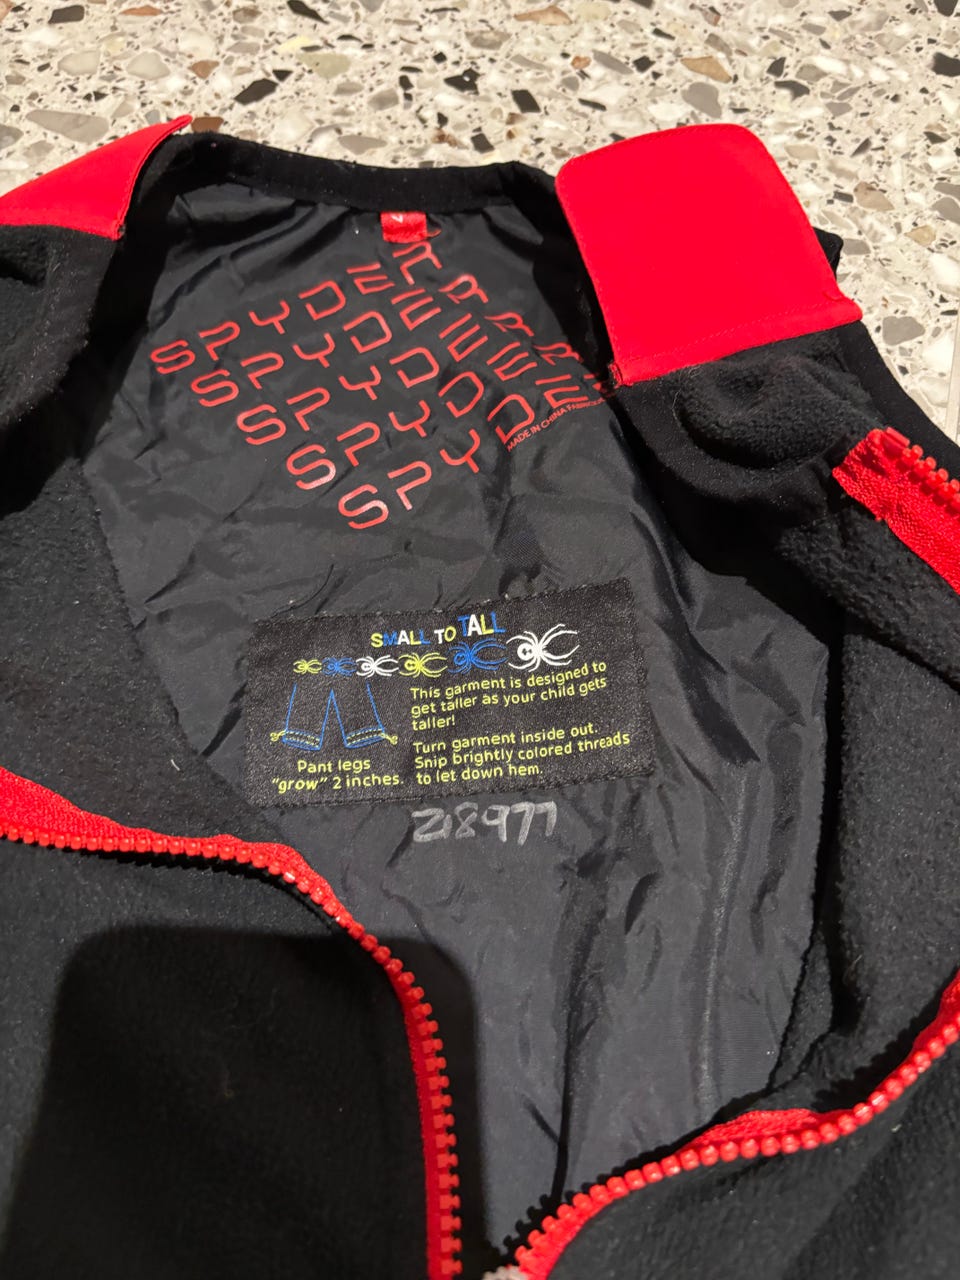 SPYDER
SPYDER
SPYDER
SPYDER
SPYDE
MADE IN CHINA
SMALL TO TALL
This garment is designed to
get taller as your child gets
taller!
Turn garment inside out.
Snip brightly colored threads
to let down hem.
Pant legs
"grow" 2 inches.
218977